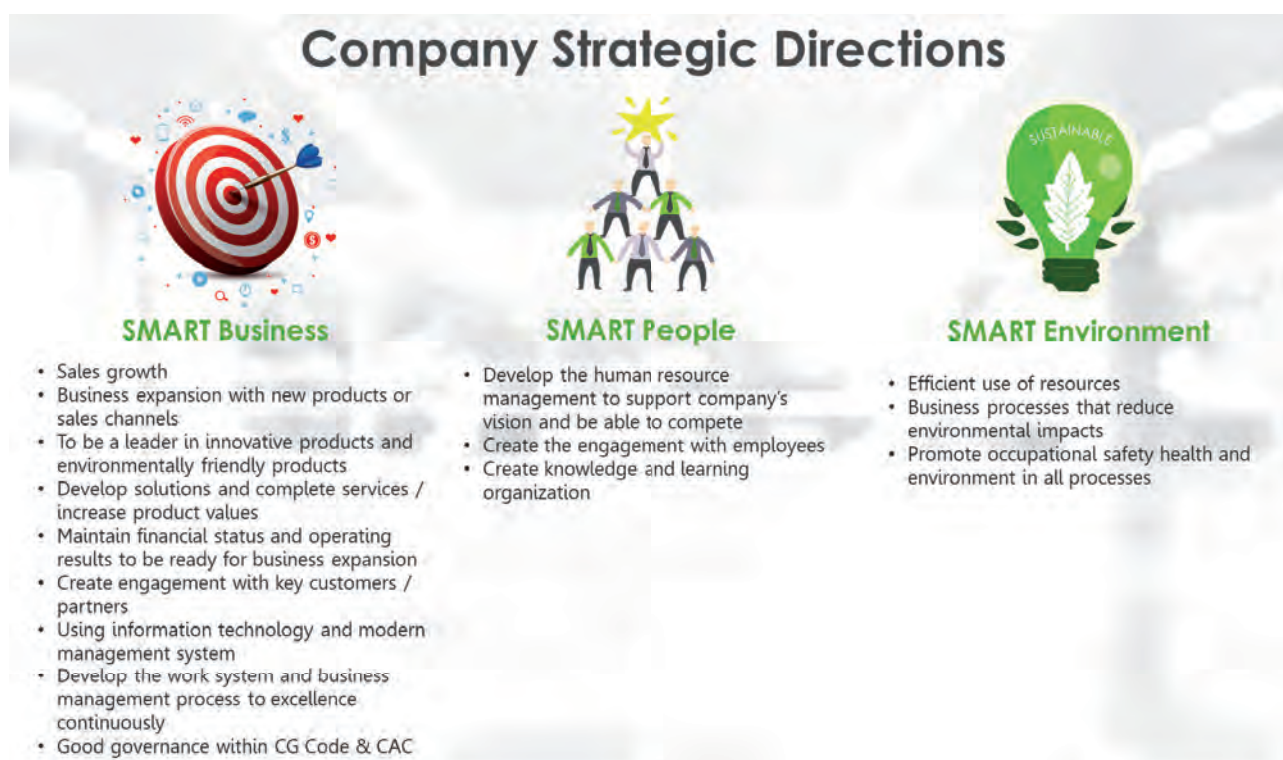 Company Strategic Directions
SUSTAINABLE
SMART Business
• Sales growth
• Business expansion with new products or
sales channels
• To be a leader in innovative products and
environmentally friendly products
• Develop solutions and complete services /
increase product values
• Maintain financial status and operating
results to be ready for business expansion
• Create engagement with key customers /
partners
• Using information technology and modern
management system
• Develop the work system and business
management process to excellence
continuously
• Good governance within CG Code & CAC
SMART People
• Develop the human resource
management to support company's
vision and be able to compete
• Create the engagement with employees
• Create knowledge and learning
organization
SMART Environment
• Efficient use of resources
• Business processes that reduce
environmental impacts
• Promote occupational safety health and
environment in all processes